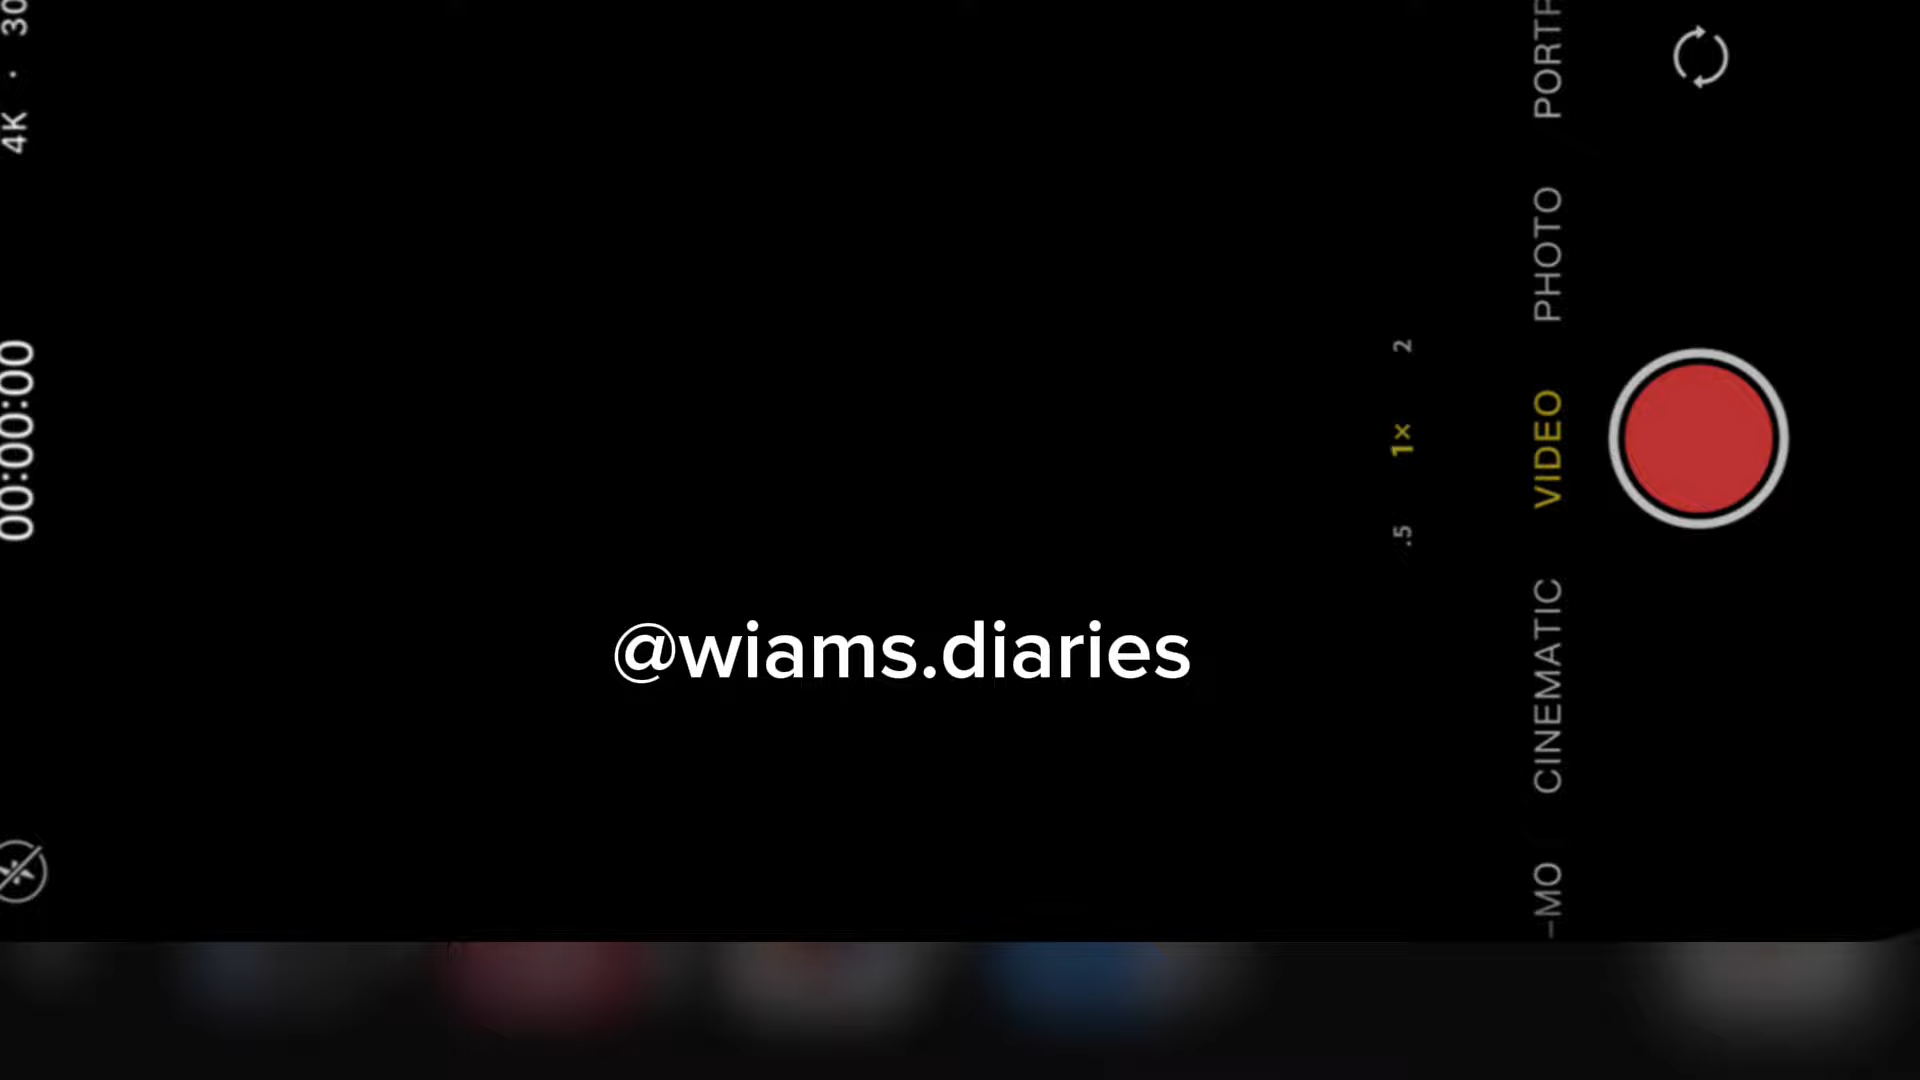 4K · 30
00:00:00
2
1×
.5
PORTR
PHOTO
VIDEO
CINEMATIC
-MO
@wiams.diaries